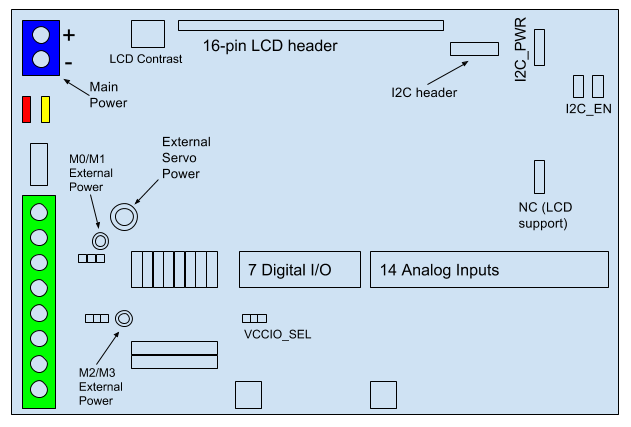 +
-
Main
Power
LCD Contrast
16-pin LCD header
I2C header
I2C_PWR
I2C_EN
M0/M1
External
Power
External
Servo
Power
NC (LCD
support)
7 Digital I/O
14 Analog Inputs
VCCIO_SEL
M2/M3
External
Power